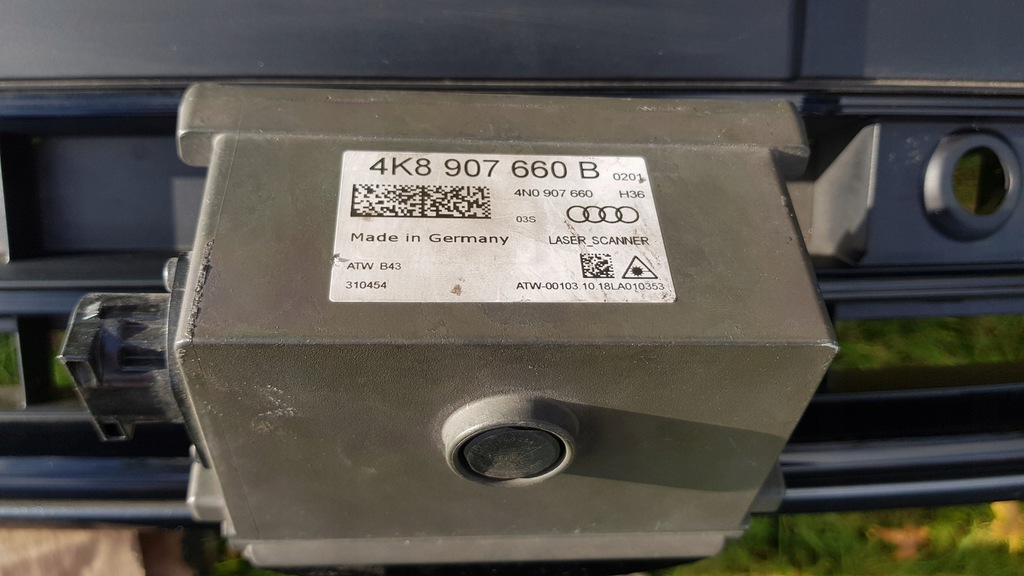 4K8 907 660 B 0201
4N0 907 660 H36
03S
Made in Germany LASER_SCANNER
ATW B43
310454 ATW-00103 10.18LA010353